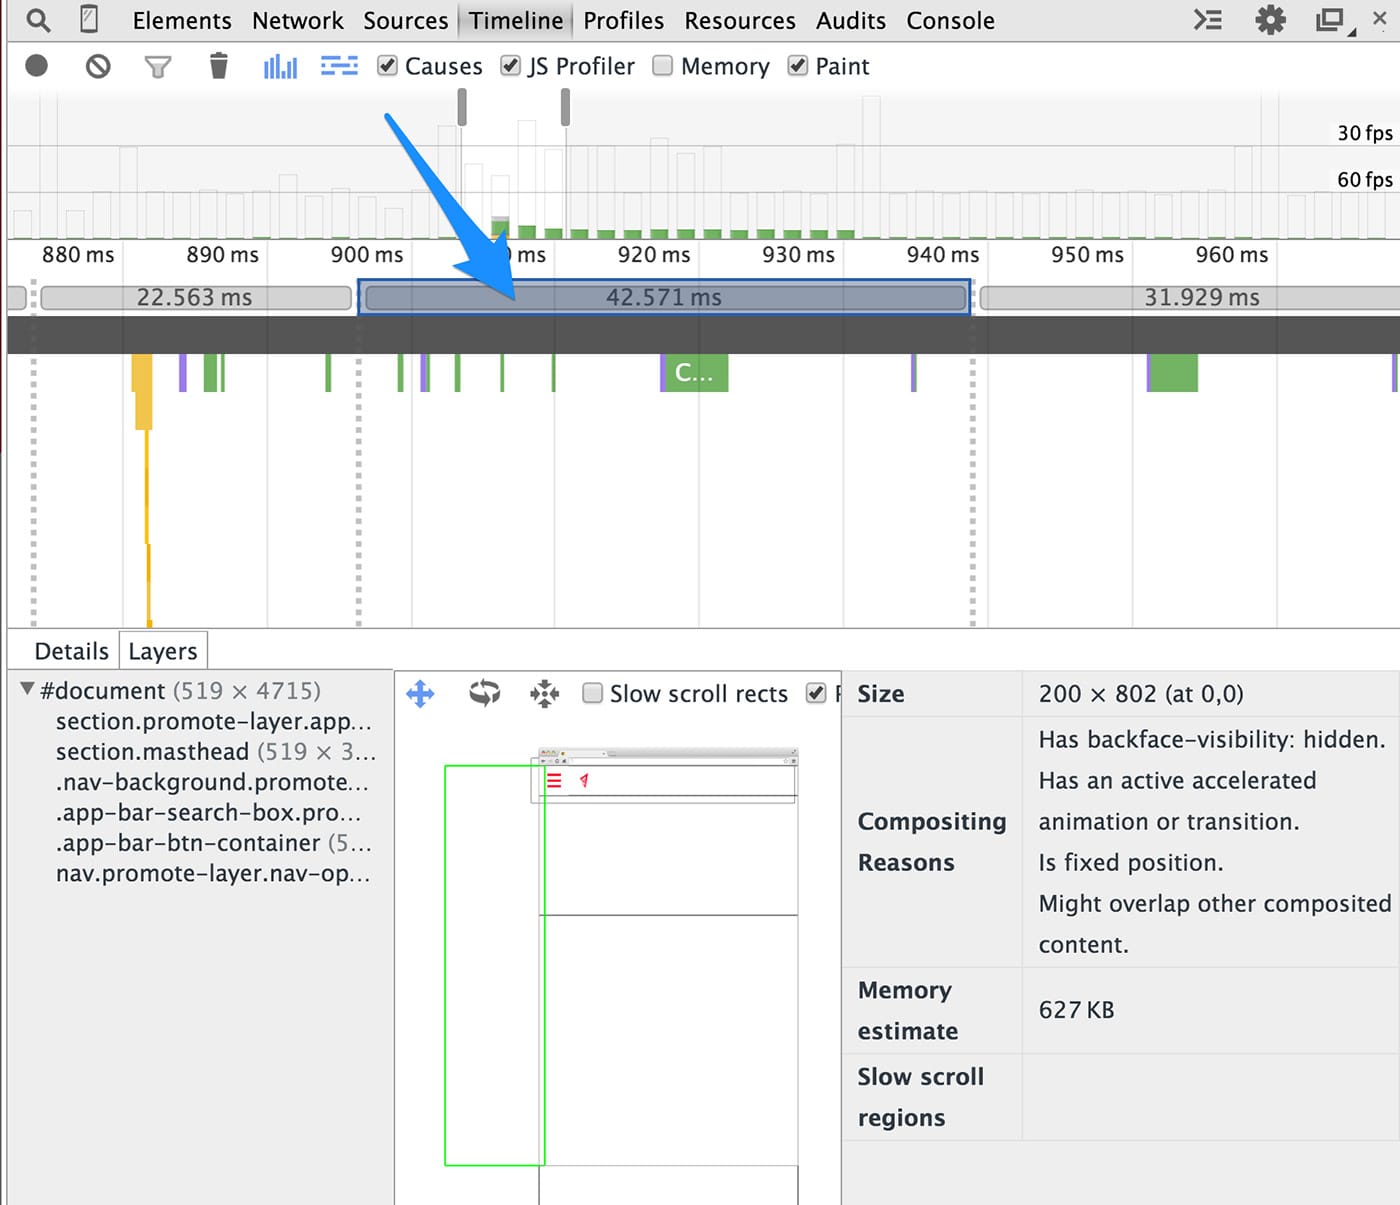 Elements Network Sources Timeline Profiles Resources Audits Console
Causes JS Profiler Memory Paint
30 fps
60 fps
880 ms 890 ms 900 ms ms 920 ms 930 ms 940 ms 950 ms 960 ms
22.563 ms 42.571 ms 31.929 ms
C...
Details Layers
#document (519 × 4715)
section.promote-layer.app...
section.masthead (519 × 3...
.nav-background.promote...
.app-bar-search-box.pro...
.app-bar-btn-container (5...
nav.promote-layer.nav-op...
Slow scroll rects
Size 200 × 802 (at 0,0)
Compositing Reasons
Has backface-visibility: hidden.
Has an active accelerated
animation or transition.
Is fixed position.
Might overlap other composited
content.
Memory
estimate
627 KB
Slow scroll
regions